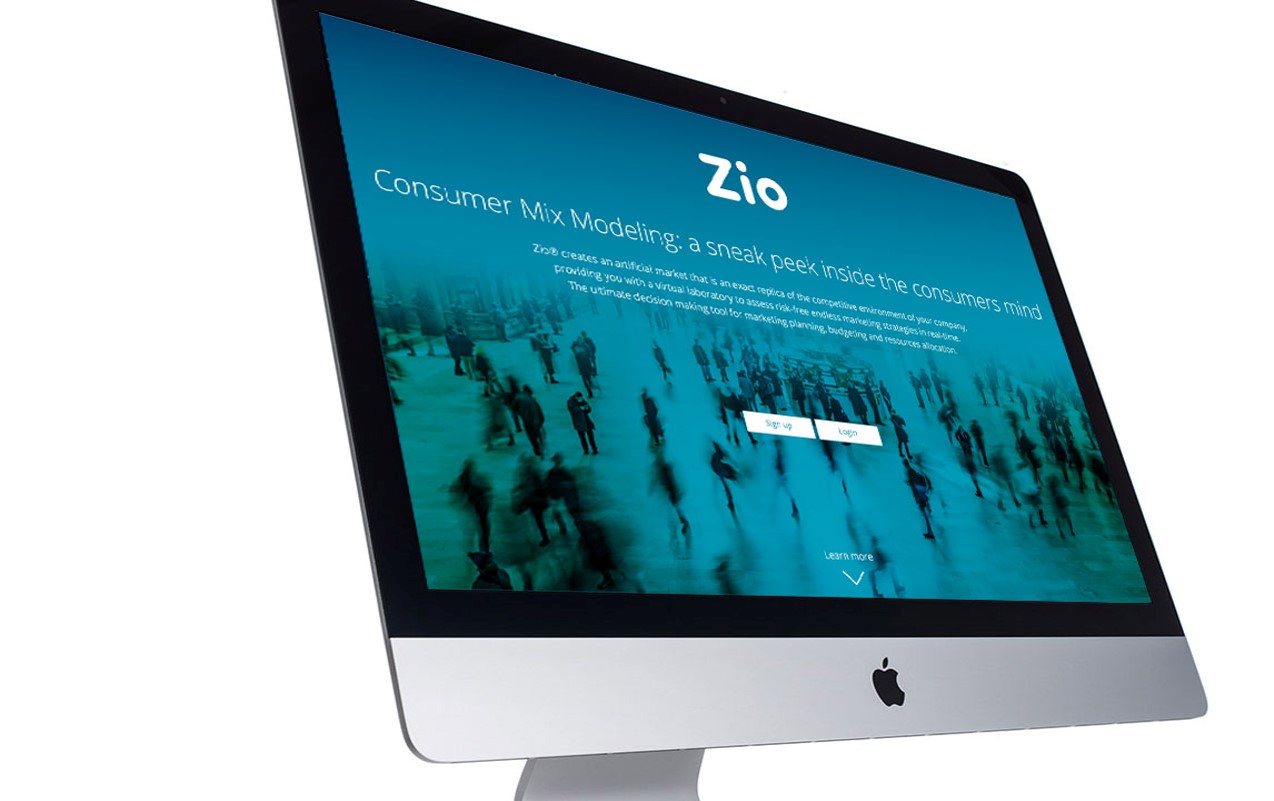 Zio
Consumer Mix Modeling: a sneak peek inside the consumers mind
Zio® creates an artificial market that is an exact replica of the competitive environment of your company,
providing you with a virtual laboratory to assess risk-free endless marketing strategies in real-time.
The ultimate decision making tool for marketing planning, budgeting and resources allocation.
Sign up Login
Learn more